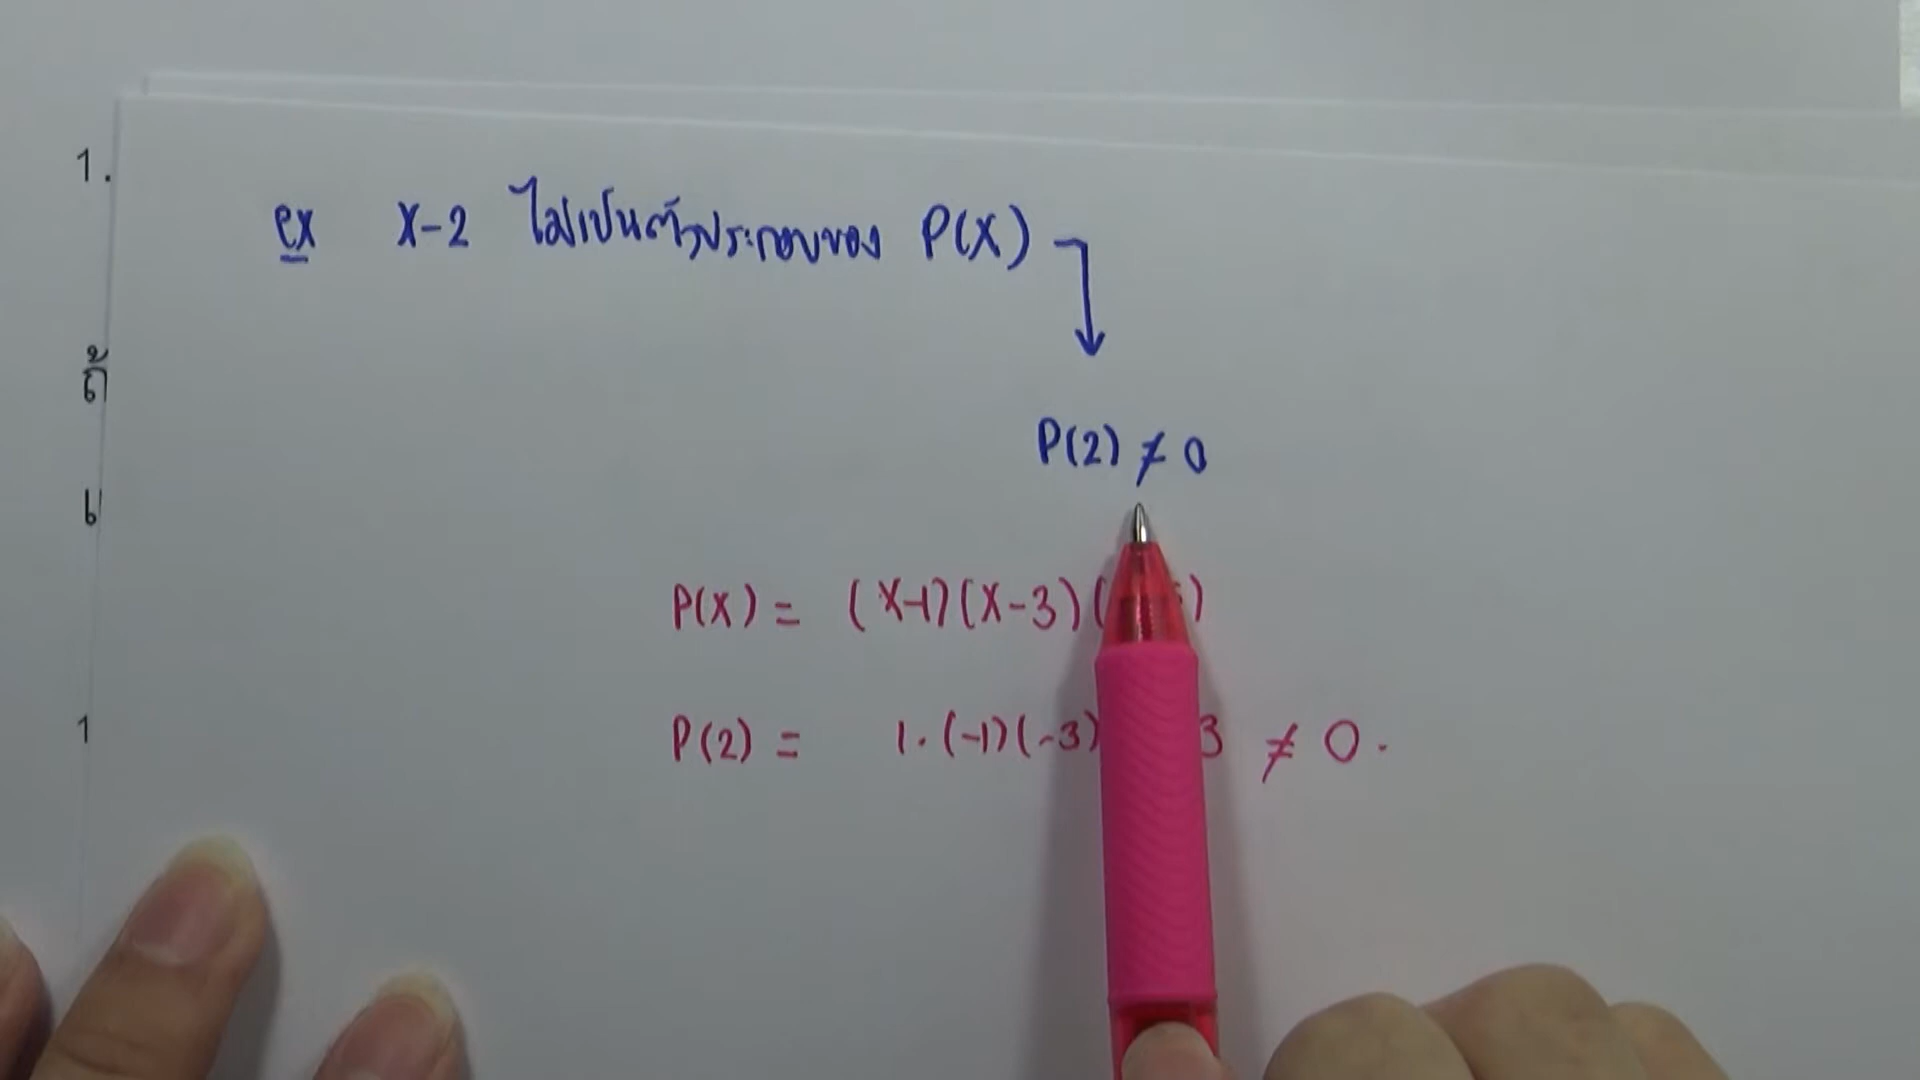 1.
ex x-2 ไม่เป็นตัวประกอบของ P(x)
ถ้
P(2) ≠ 0
เ
P(x) = (x-1)(x-3)( )
1
P(2) = 1·(-1)(-3) 3 ≠ 0.